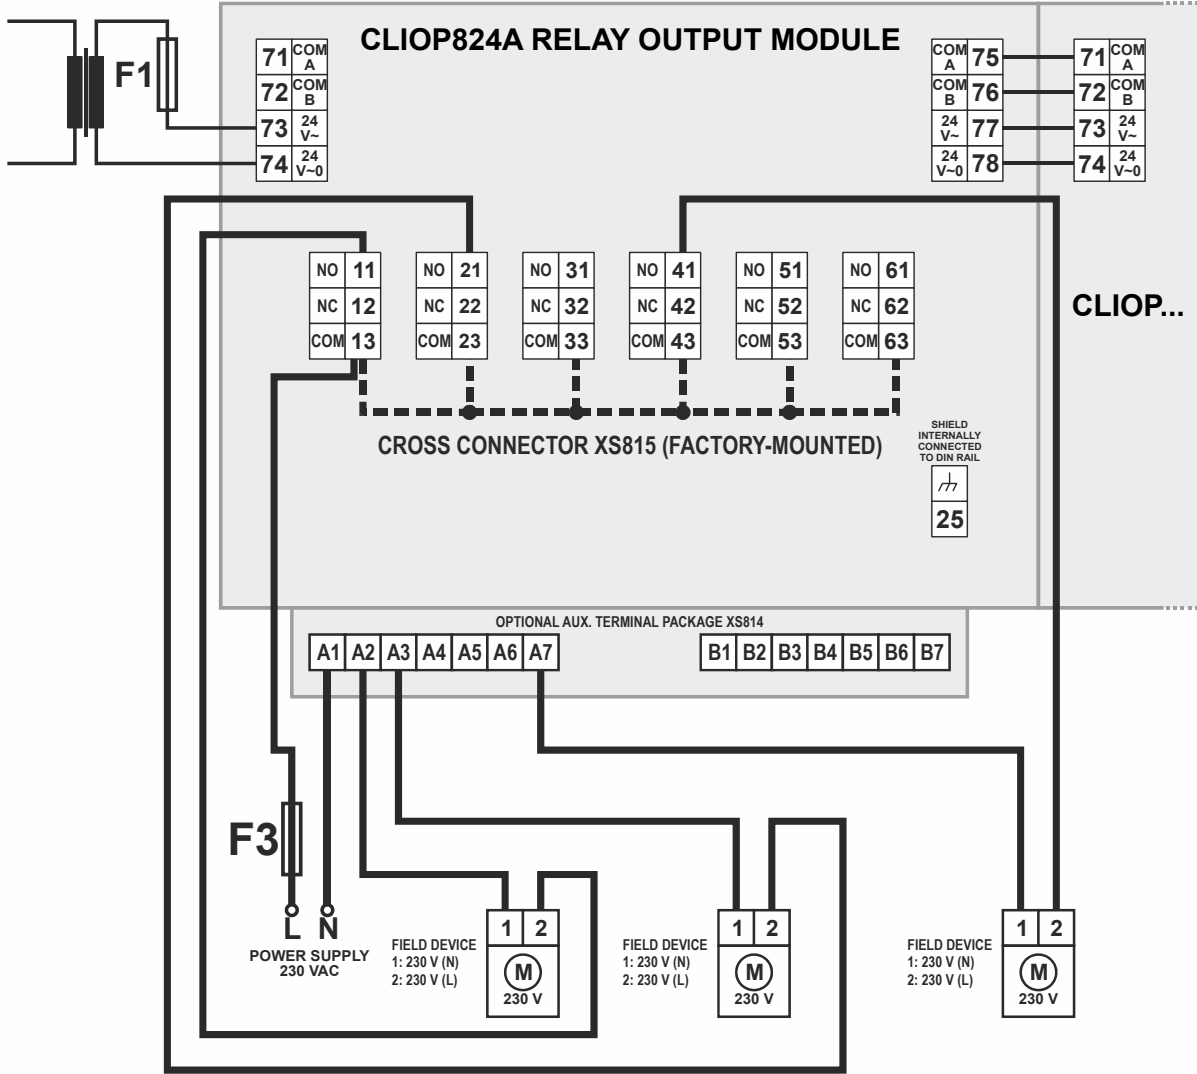 CLIOP824A RELAY OUTPUT MODULE
F1
71 COM A
72 COM B
73 24 V~
74 24 V~0
COM A 75
COM B 76
24 V~ 77
24 V~0 78
71 COM A
72 COM B
73 24 V~
74 24 V~0
NO 11 NO 21 NO 31 NO 41 NO 51 NO 61
NC 12 NC 22 NC 32 NC 42 NC 52 NC 62
COM 13 COM 23 COM 33 COM 43 COM 53 COM 63
CLIOP...
CROSS CONNECTOR XS815 (FACTORY-MOUNTED)
SHIELD
INTERNALLY
CONNECTED
TO DIN RAIL
25
OPTIONAL AUX. TERMINAL PACKAGE XS814
A1 A2 A3 A4 A5 A6 A7 B1 B2 B3 B4 B5 B6 B7
F3
L N
POWER SUPPLY
230 VAC
FIELD DEVICE
1: 230 V (N)
2: 230 V (L)
1 2
M
230 V
FIELD DEVICE
1: 230 V (N)
2: 230 V (L)
1 2
M
230 V
FIELD DEVICE
1: 230 V (N)
2: 230 V (L)
1 2
M
230 V